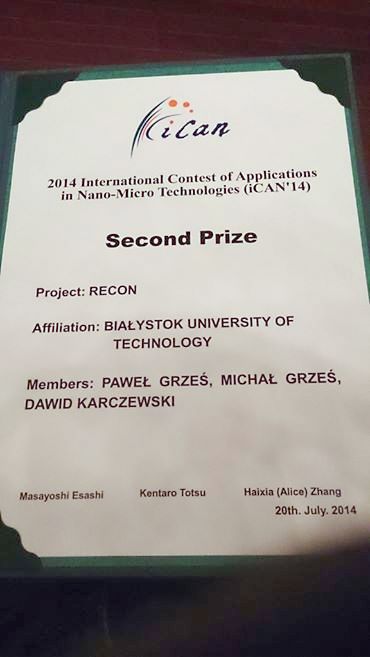 iCan
2014 International Contest of Applications
in Nano-Micro Technologies (iCAN'14)
Second Prize
Project: RECON
Affiliation: BIAŁYSTOK UNIVERSITY OF
TECHNOLOGY
Members: PAWEŁ GRZEŚ, MICHAŁ GRZEŚ,
DAWID KARCZEWSKI
Masayoshi Esashi Kentaro Totsu Haixia (Alice) Zhang
20th. July. 2014